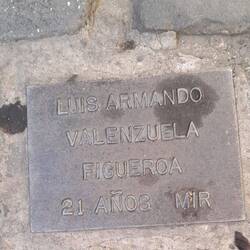 LUIS ARMANDO
VALENZUELA
FIGUEROA
21 AÑOS MIR